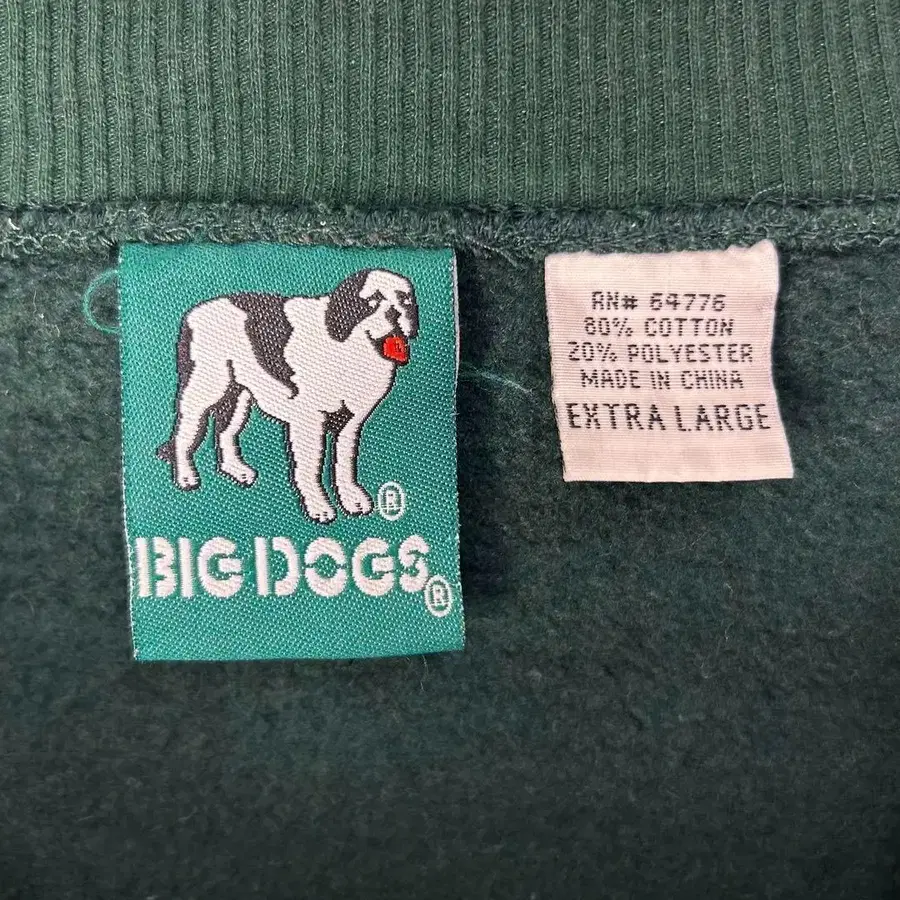 ®
BIG DOGS®
RN# 64776
80% COTTON
20% POLYESTER
MADE IN CHINA
EXTRA LARGE